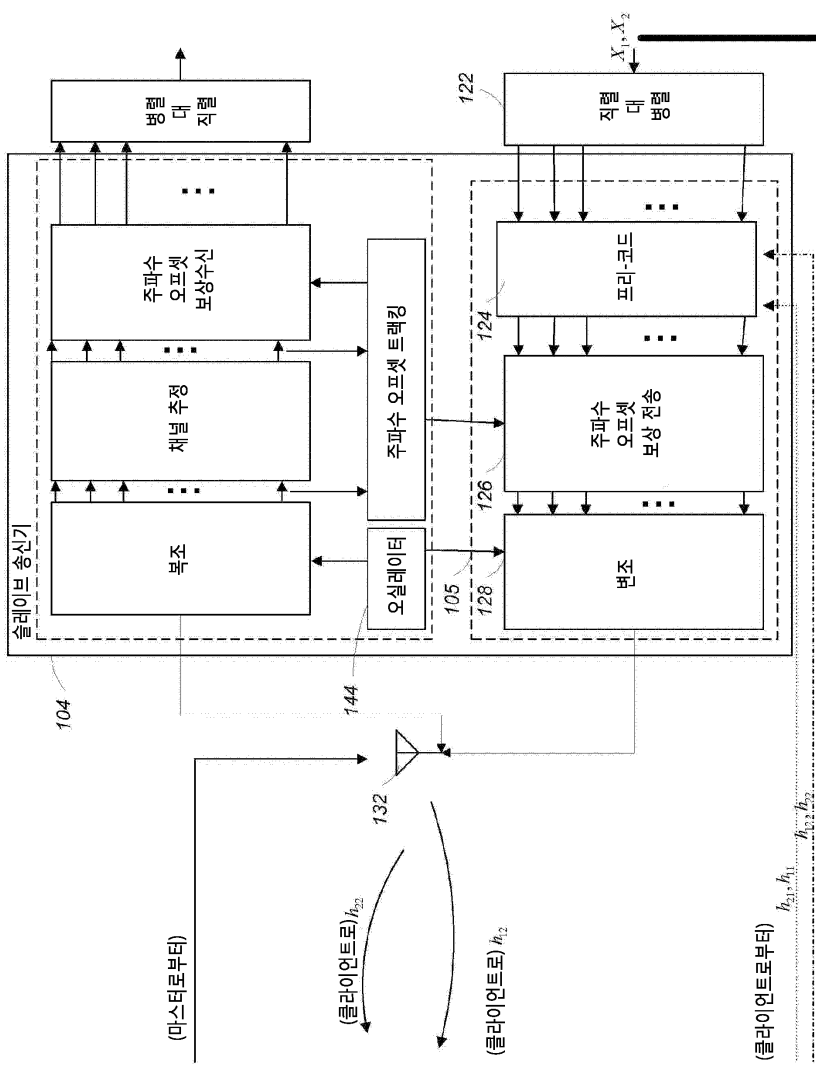 슬레이브 송신기
104
(마스터로부터)
복조
채널 추정
주파수
오프셋
보상수신
병렬
대
직렬
(클라이언트로) h22
144
132
오실레이터
주파수 오프셋 트랙킹
105
(클라이언트로) h12
128
126
124
122
변조
주파수
오프셋
보상 전송
프리-코드
직렬
대
병렬
X1, X2
(클라이언트로부터)
h21, h11
h12, h22